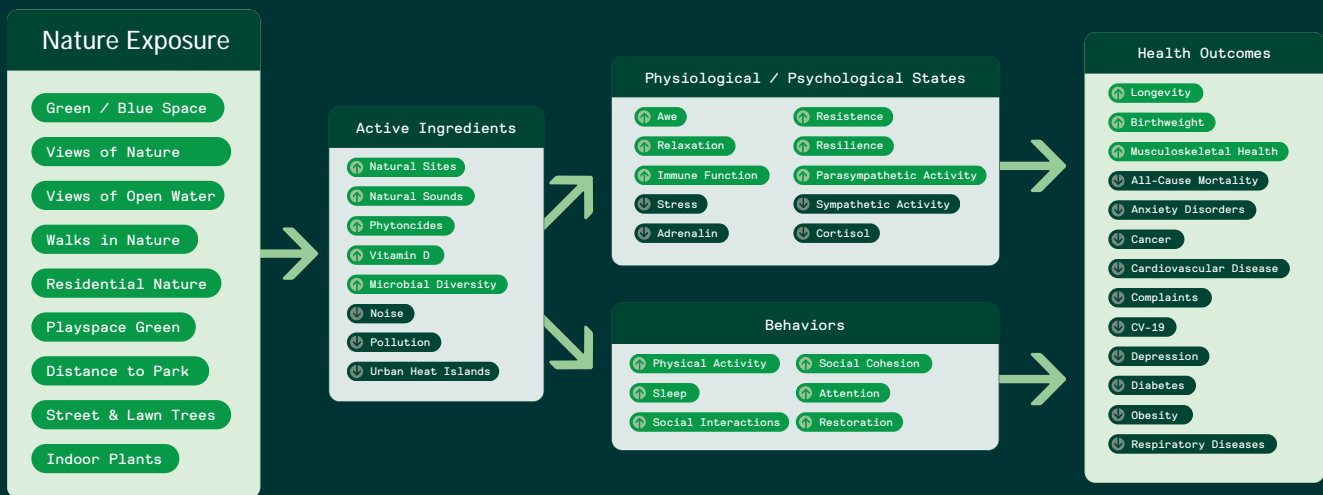 Nature Exposure
Green / Blue Space
Views of Nature
Views of Open Water
Walks in Nature
Residential Nature
Playspace Green
Distance to Park
Street & Lawn Trees
Indoor Plants
Active Ingredients
Natural Sites
Natural Sounds
Phytoncides
Vitamin D
Microbial Diversity
Noise
Pollution
Urban Heat Islands
Physiological / Psychological States
Awe
Relaxation
Immune Function
Stress
Adrenalin
Resistence
Resilience
Parasympathetic Activity
Sympathetic Activity
Cortisol
Behaviors
Physical Activity
Sleep
Social Interactions
Social Cohesion
Attention
Restoration
Health Outcomes
Longevity
Birthweight
Musculoskeletal Health
All-Cause Mortality
Anxiety Disorders
Cancer
Cardiovascular Disease
Complaints
CV-19
Depression
Diabetes
Obesity
Respiratory Diseases